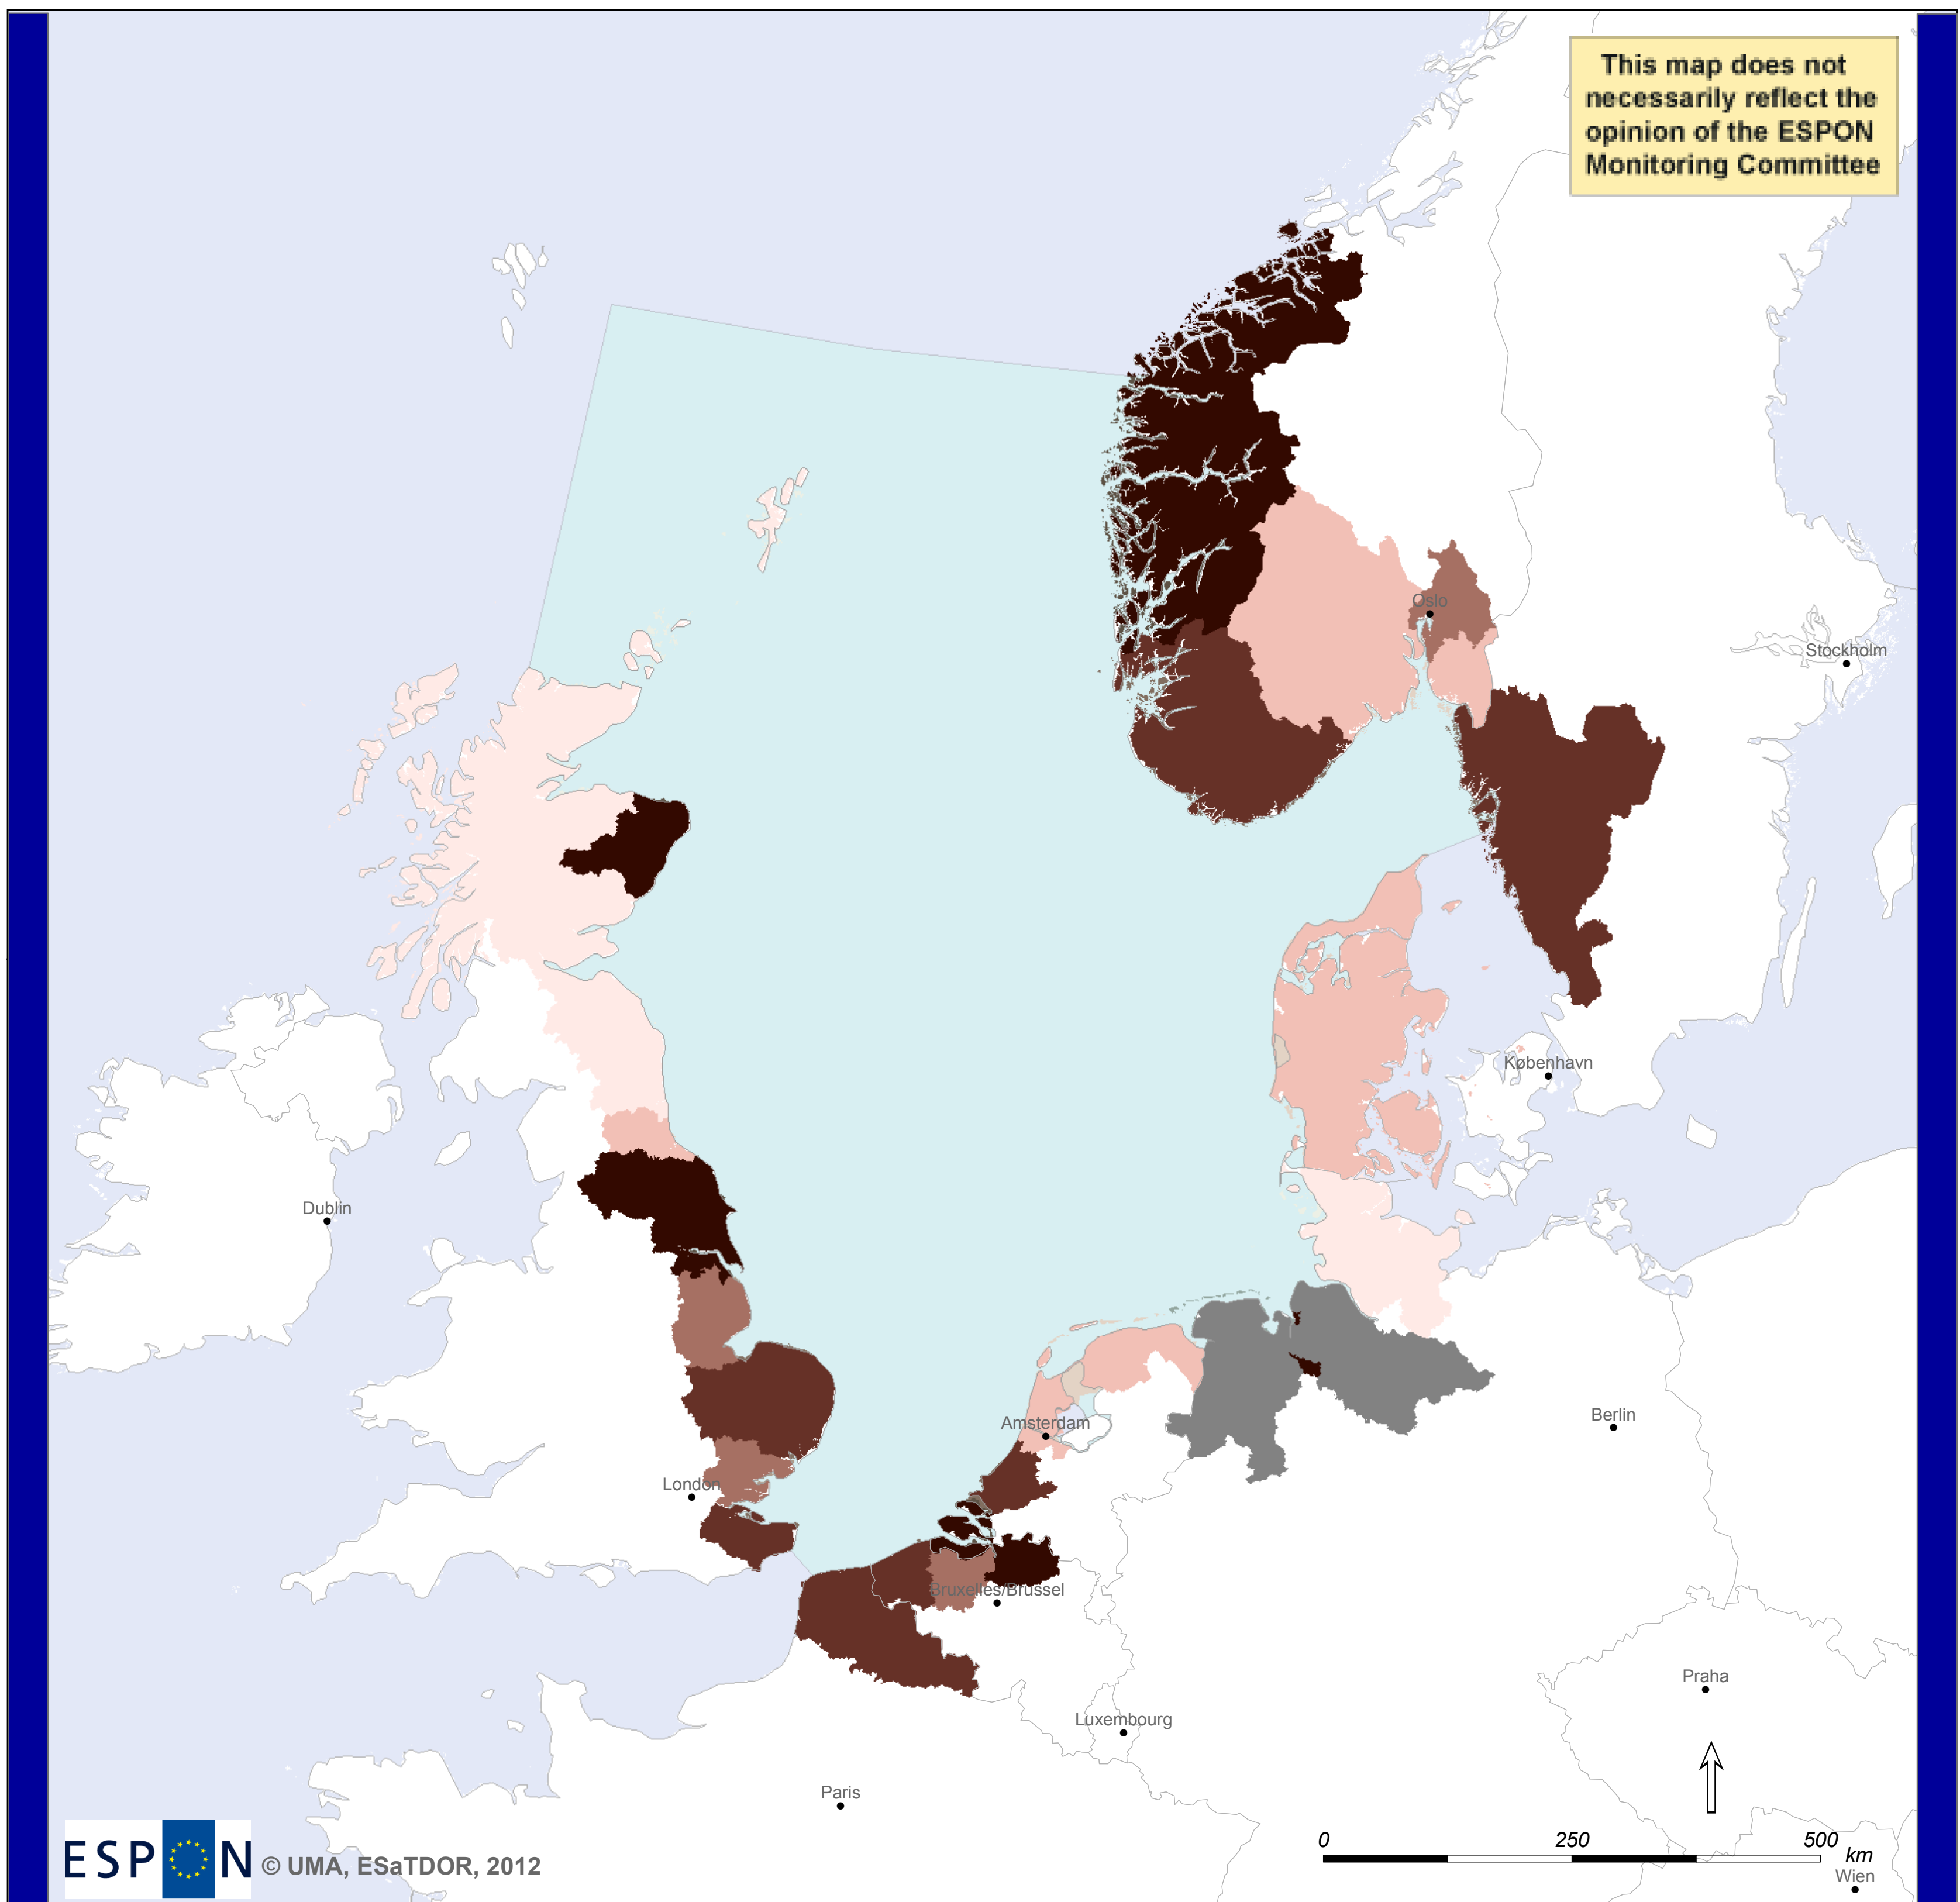 This map does not
necessarily reflect the
opinion of the ESPON
Monitoring Committee
Oslo
Stockholm
København
Dublin
Amsterdam
Berlin
London
Bruxelles/Brussel
Praha
Luxembourg
Paris
0 250 500
km
ESPON © UMA, ESaTDOR, 2012
Wien